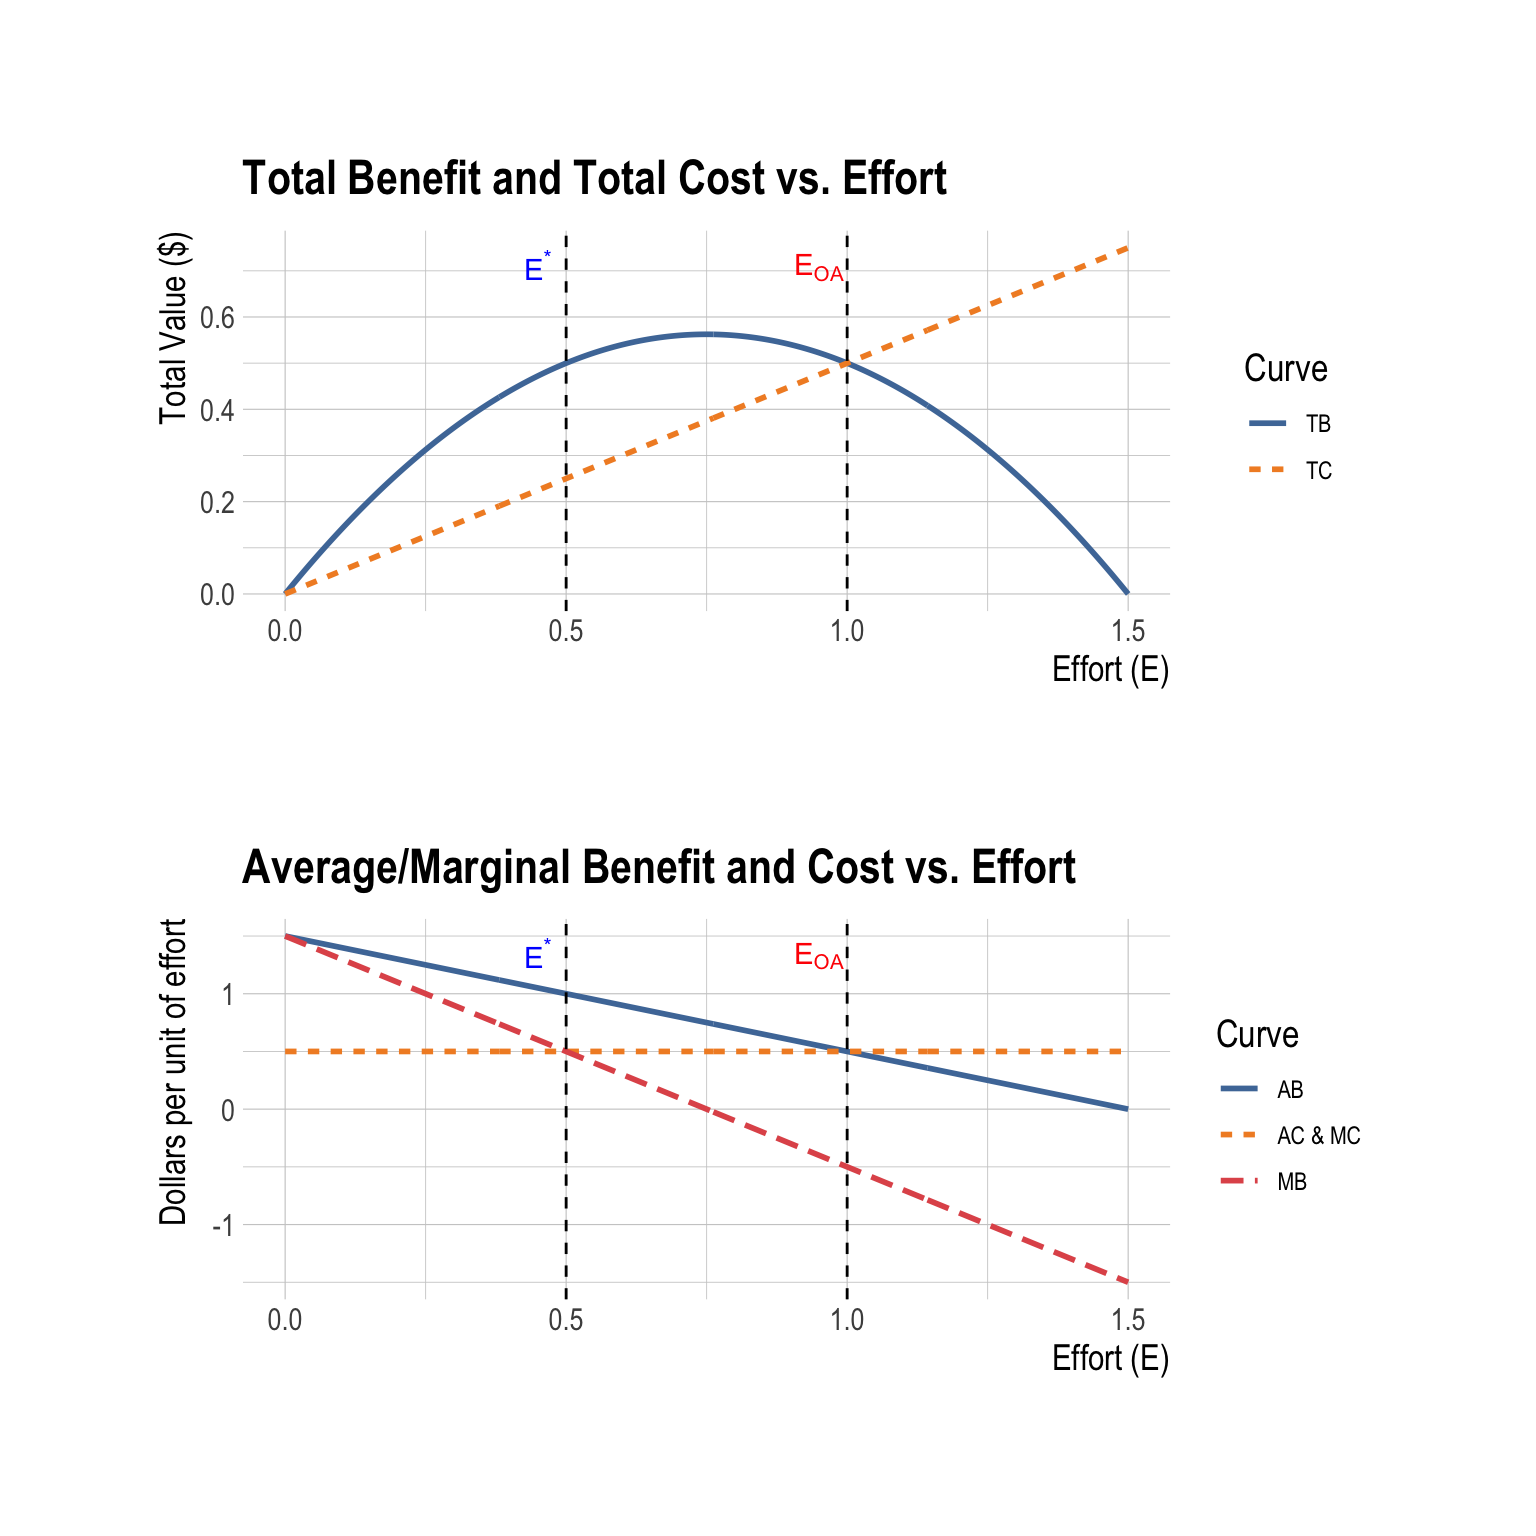 Total Benefit and Total Cost vs. Effort
Total Value ($)
0.6
0.4
0.2
0.0
E*
E_OA
0.0 0.5 1.0 1.5
Effort (E)
Curve
TB
TC
Average/Marginal Benefit and Cost vs. Effort
Dollars per unit of effort
1
0
-1
E*
E_OA
0.0 0.5 1.0 1.5
Effort (E)
Curve
AB
AC & MC
MB